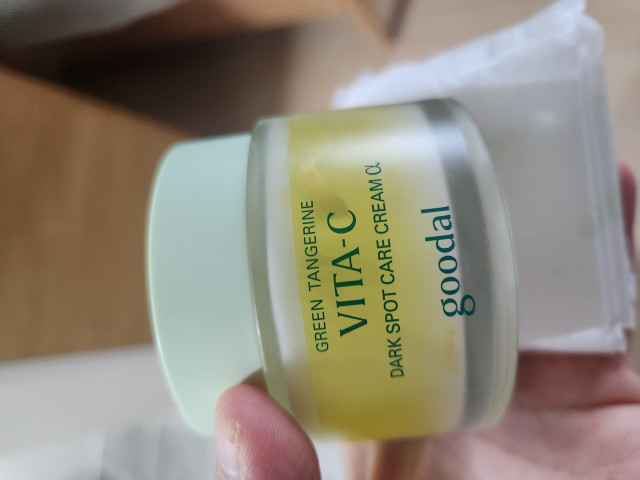 GREEN TANGERINE
VITA-C
DARK SPOT CARE CREAM α
goodal